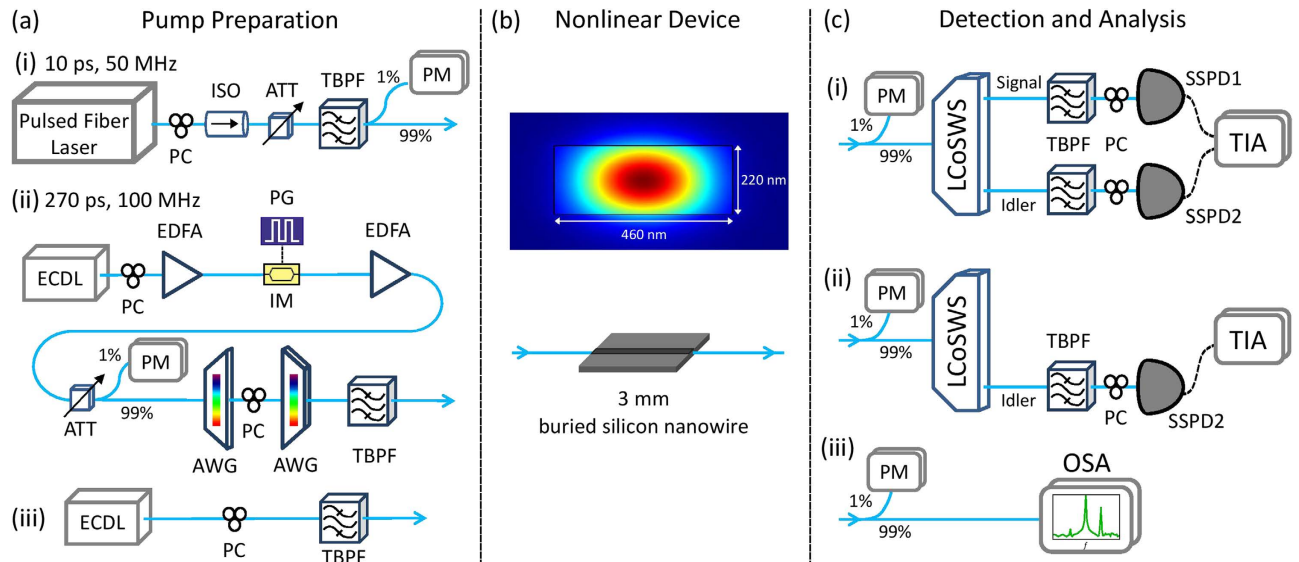 (a) Pump Preparation
(i) 10 ps, 50 MHz
Pulsed Fiber
Laser
PC
ISO
ATT
TBPF
1%
PM
99%
(ii) 270 ps, 100 MHz
ECDL
PC
EDFA
PG
IM
EDFA
ATT
1%
PM
99%
AWG
PC
AWG
TBPF
(iii)
ECDL
PC
TBPF
(b) Nonlinear Device
220 nm
460 nm
3 mm
buried silicon nanowire
(c) Detection and Analysis
(i)
PM
1%
99%
LCoSWS
Signal
TBPF
PC
SSPD1
TIA
Idler
SSPD2
(ii)
PM
1%
99%
LCoSWS
Idler
TBPF
PC
SSPD2
TIA
(iii)
PM
1%
99%
OSA
f